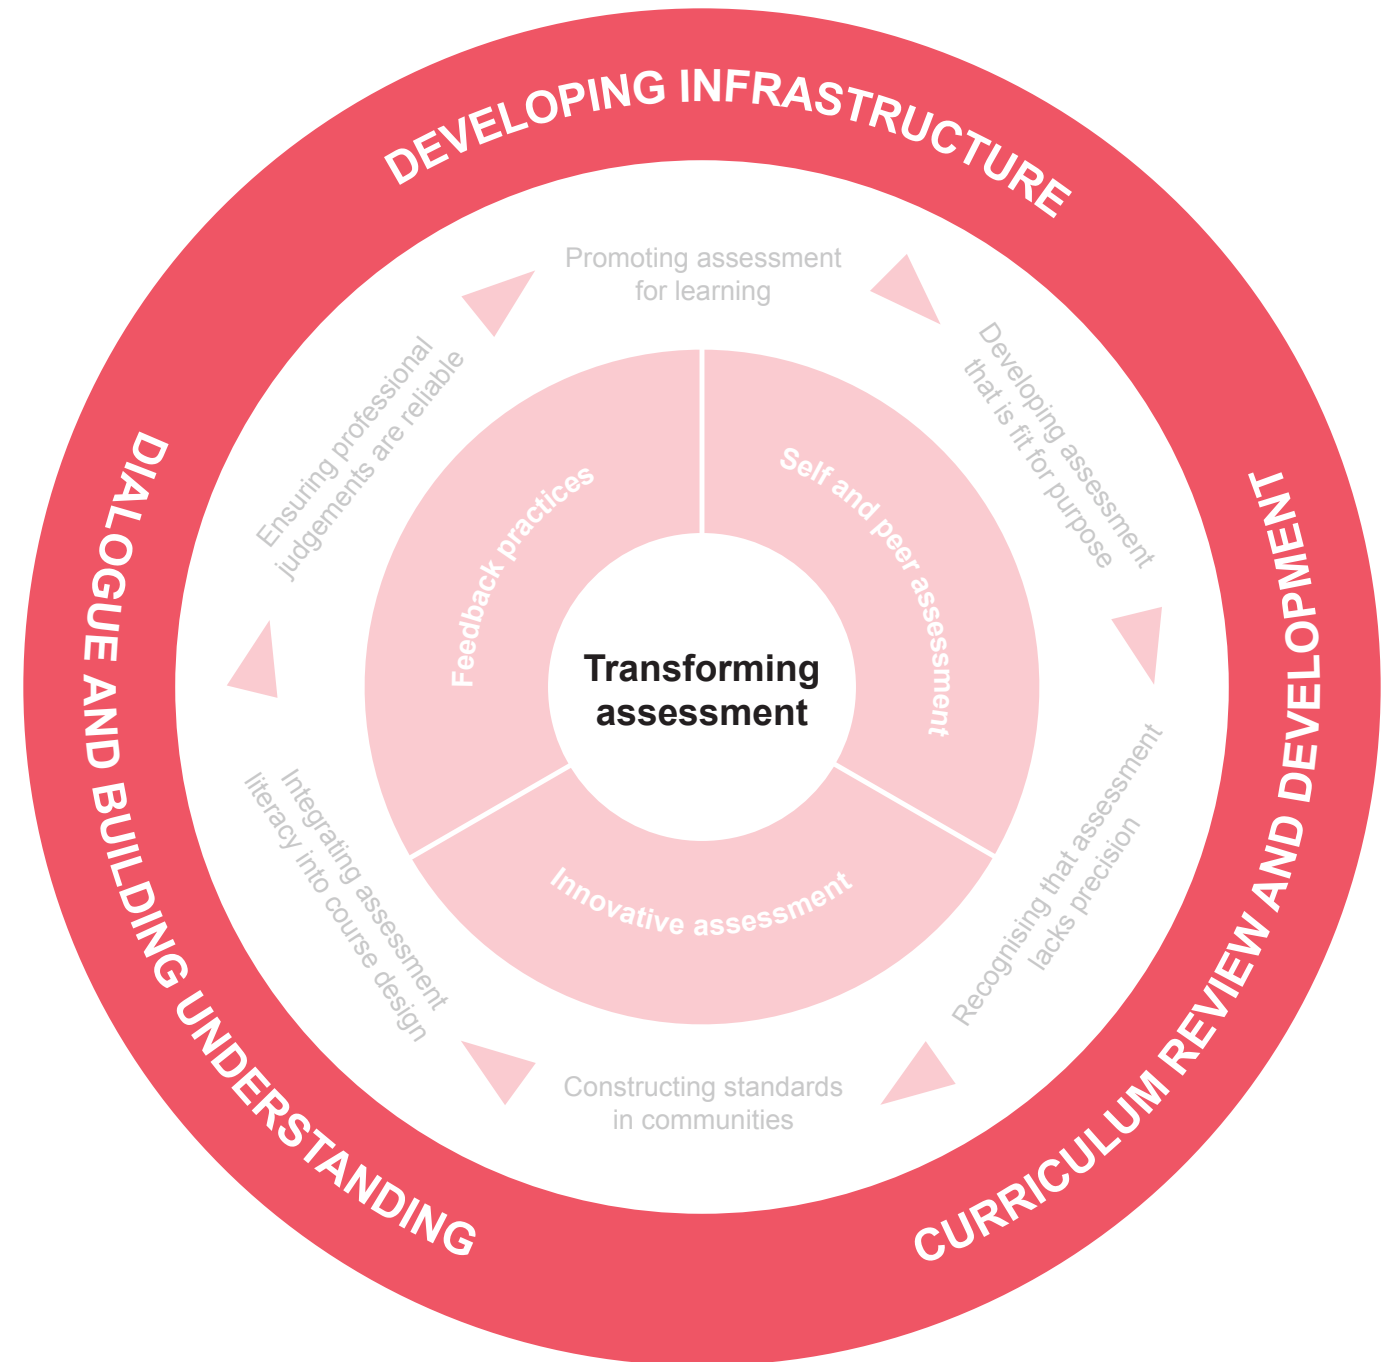 DEVELOPING INFRASTRUCTURE
Promoting assessment
for learning
Developing assessment
that is fit for purpose
Recognising that assessment
lacks precision
Constructing standards
in communities
Integrating assessment
literacy into course design
Ensuring professional
judgements are reliable
Self and peer assessment
Innovative assessment
Feedback practices
Transforming
assessment
CURRICULUM REVIEW AND DEVELOPMENT
DIALOGUE AND BUILDING UNDERSTANDING